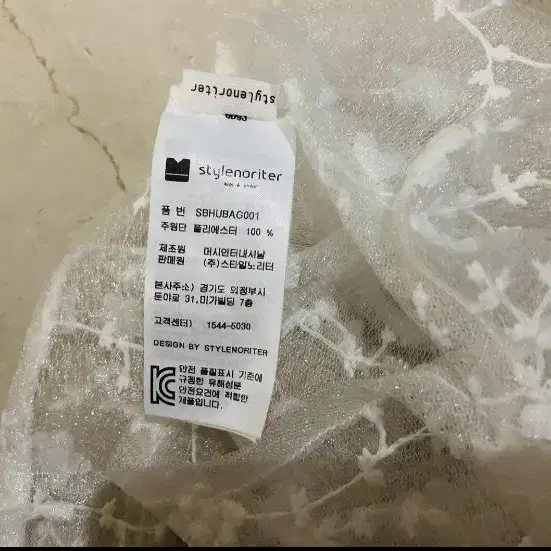 stylenoriter
stylenoriter
품 번 SBHUBAG001
주원단 폴리에스터 100 %
제조원 머시인터내셔날
판매원 (주)스타일노리터
본사주소) 경기도 의정부시
토야로 31,미가빌딩 7층
고객센터) 1544-5030
DESIGN BY STYLENORITER
안전 품질표시 기준에
규정한 유해성분
안전요건에 적합한
제품입니다.